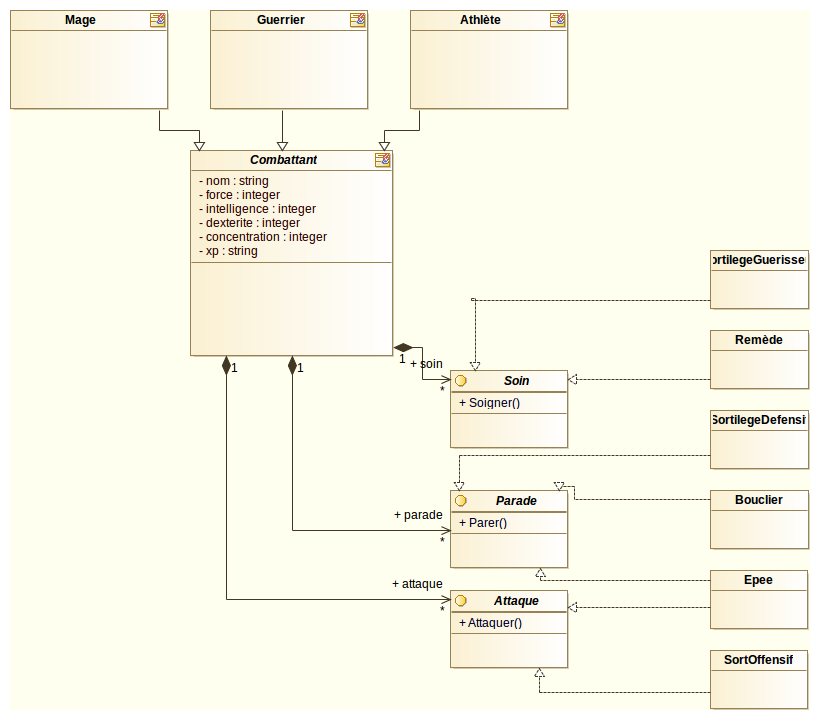 Mage
Guerrier
Athlète
Combattant
- nom : string
- force : integer
- intelligence : integer
- dexterite : integer
- concentration : integer
- xp : string
1
+ soin
*
1
1
Soin
+ Soigner()
+ parade
*
Parade
+ Parer()
+ attaque
*
Attaque
+ Attaquer()
ortilegeGuerisse
Remède
SortilegeDefensi
Bouclier
Epee
SortOffensif